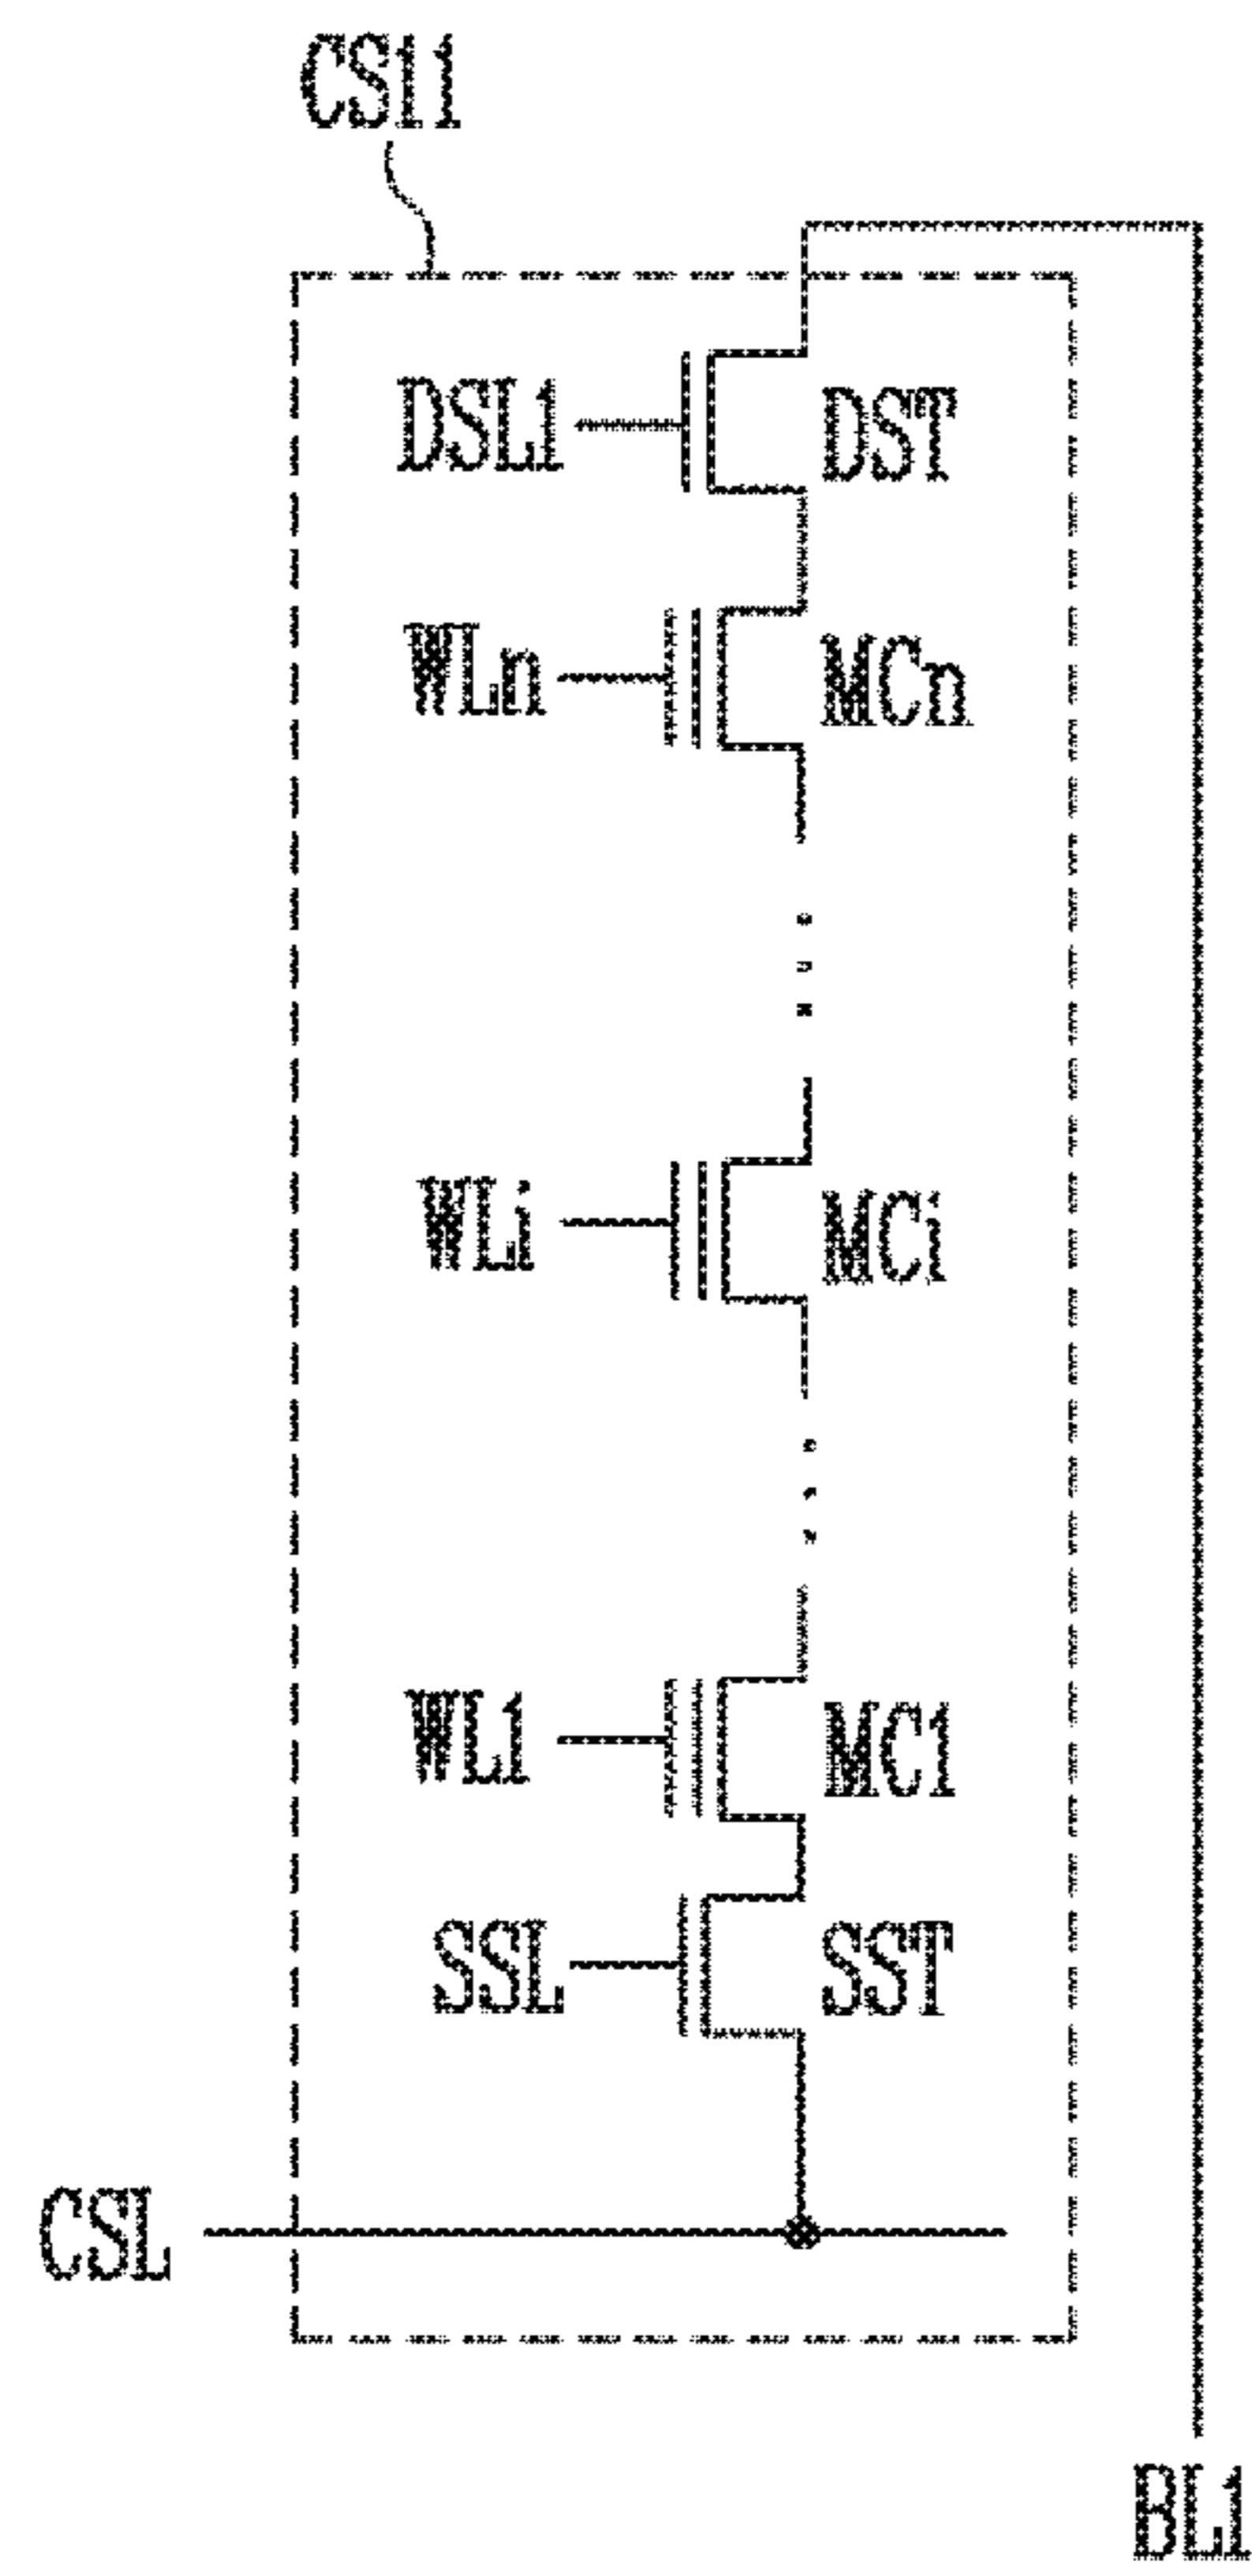 CS11
DSL1
DST
WLn
MCn
WLi
MCi
WL1
MC1
SSL
SST
CSL
BL1